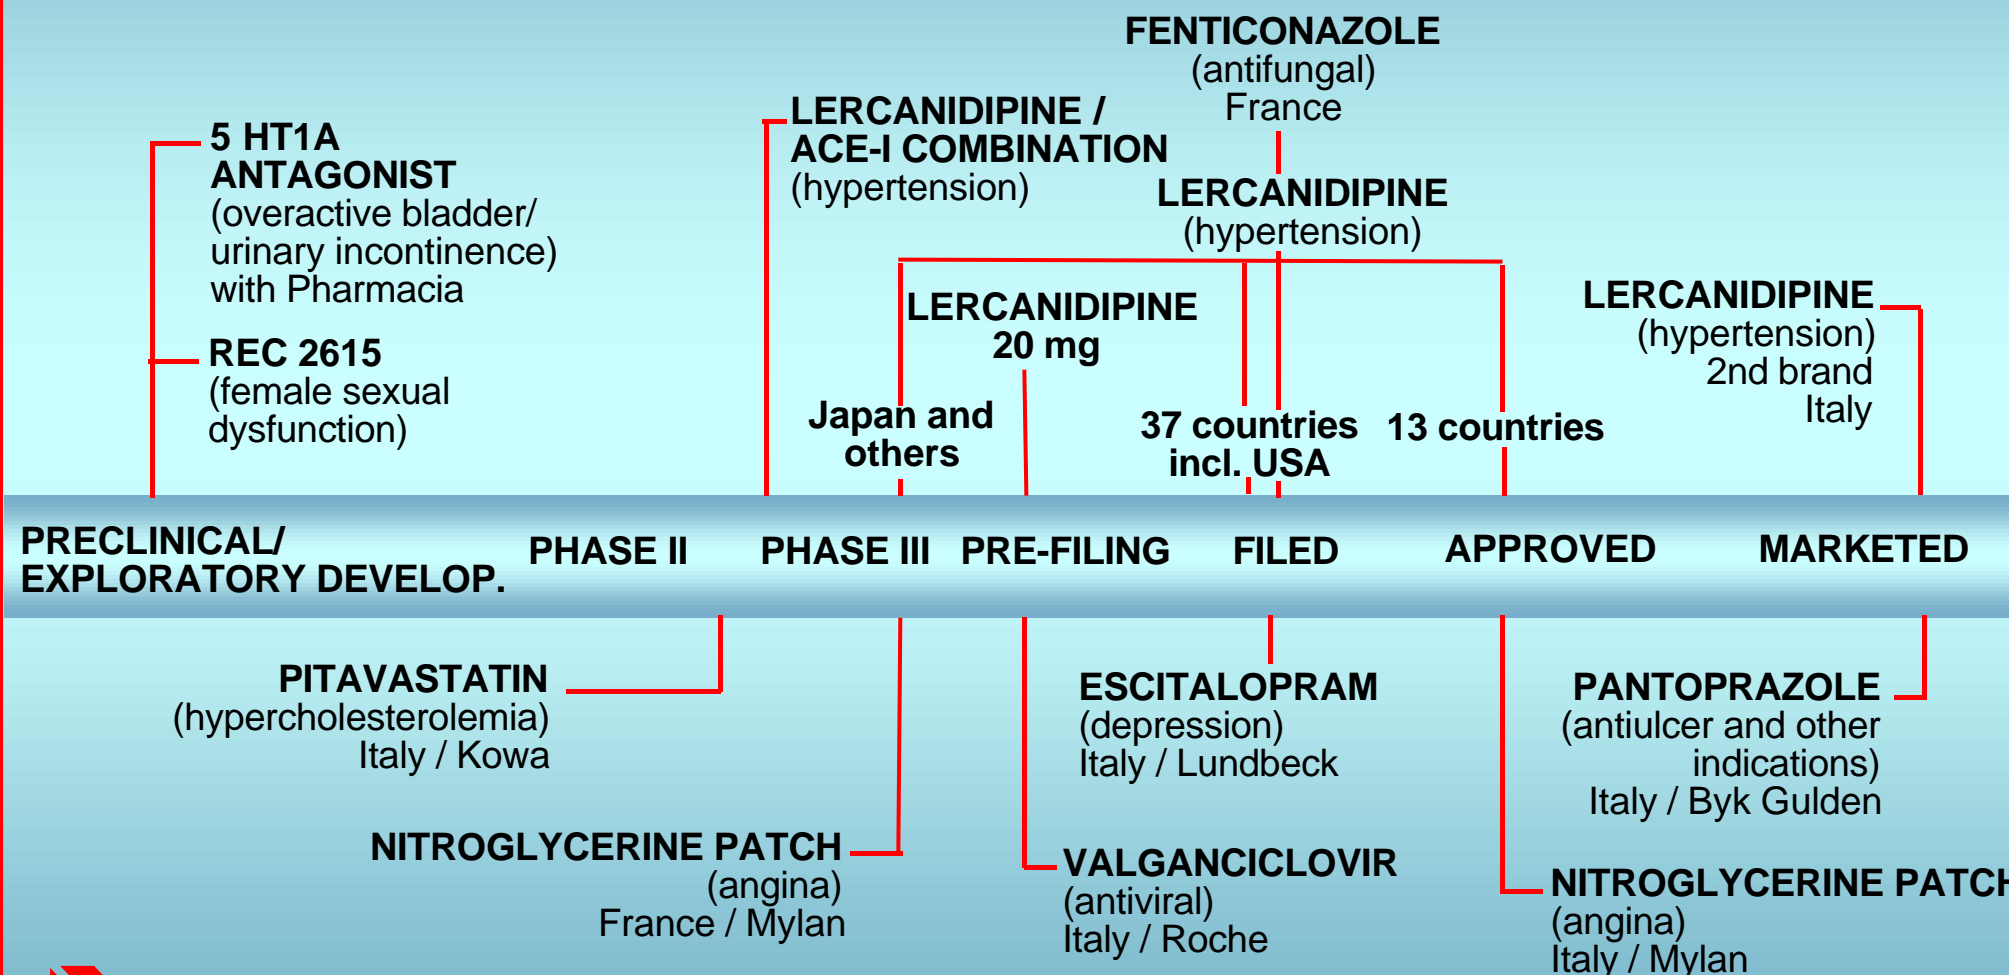 FENTICONAZOLE
(antifungal)
France
5 HT1A
ANTAGONIST
(overactive bladder/
urinary incontinence)
with Pharmacia
LERCANIDIPINE /
ACE-I COMBINATION
(hypertension)
LERCANIDIPINE
(hypertension)
REC 2615
(female sexual
dysfunction)
LERCANIDIPINE
20 mg
LERCANIDIPINE
(hypertension)
2nd brand
Italy
Japan and
others
37 countries
incl. USA
13 countries
PRECLINICAL/
EXPLORATORY DEVELOP.
PHASE II
PHASE III
PRE-FILING
FILED
APPROVED
MARKETED
PITAVASTATIN
(hypercholesterolemia)
Italy / Kowa
NITROGLYCERINE PATCH
(angina)
France / Mylan
ESCITALOPRAM
(depression)
Italy / Lundbeck
VALGANCICLOVIR
(antiviral)
Italy / Roche
PANTOPRAZOLE
(antiulcer and other
indications)
Italy / Byk Gulden
NITROGLYCERINE PATCH
(angina)
Italy / Mylan